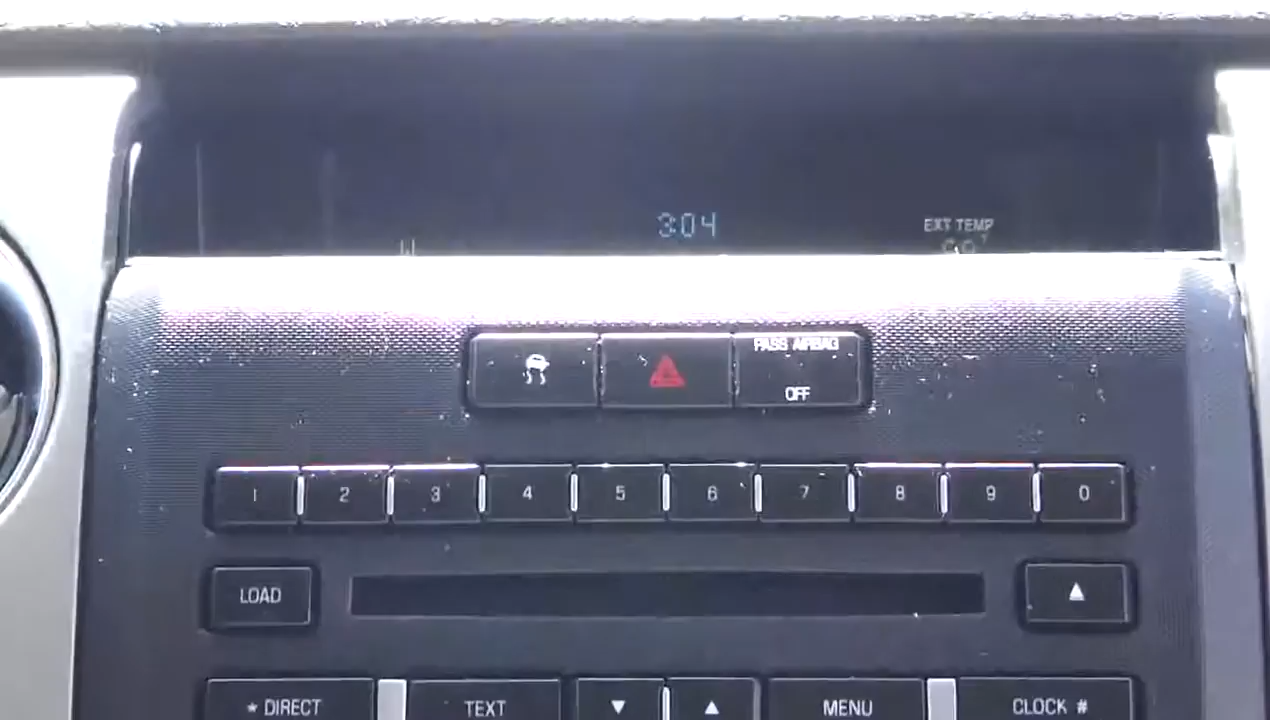 3:04
EXT TEMP
W
PASS AIRBAG
OFF
1 2 3 4 5 6 7 8 9 0
LOAD
* DIRECT TEXT MENU CLOCK #